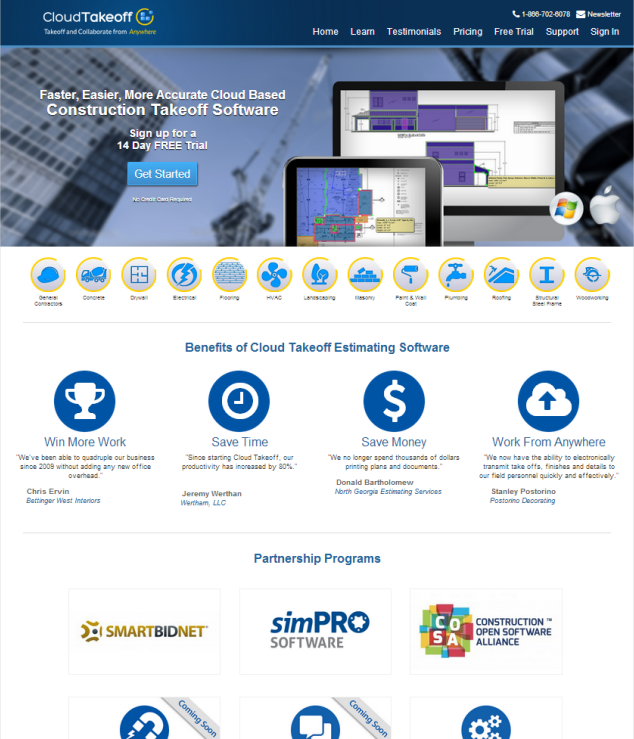 CloudTakeoff
Takeoff and Collaborate from Anywhere
1-866-702-6078 Newsletter
Home Learn Testimonials Pricing Free Trial Support Sign In
Faster, Easier, More Accurate Cloud Based
Construction Takeoff Software
Sign up for a
14 Day FREE Trial
Get Started
No Credit Card Required
General
Contractors
Concrete
Drywall
Electrical
Flooring
HVAC
Landscaping
Masonry
Paint & Wall
Coat
Plumbing
Roofing
Structural
Steel Frame
Woodworking
Benefits of Cloud Takeoff Estimating Software
Win More Work
"We've been able to quadruple our business
since 2009 without adding any new office
overhead."
Chris Ervin
Bettinger West Interiors
Save Time
"Since starting Cloud Takeoff, our
productivity has increased by 80%."
Jeremy Werthan
Werthan, LLC
Save Money
"We no longer spend thousands of dollars
printing plans and documents."
Donald Bartholomew
North Georgia Estimating Services
Work From Anywhere
"We now have the ability to electronically
transmit take offs, finishes and details to
our field personnel quickly and effectively."
Stanley Postorino
Postorino Decorating
Partnership Programs
SMARTBIDNET
simPRO
SOFTWARE
COSA
CONSTRUCTION ™
OPEN SOFTWARE
ALLIANCE
Coming Soon
Coming Soon